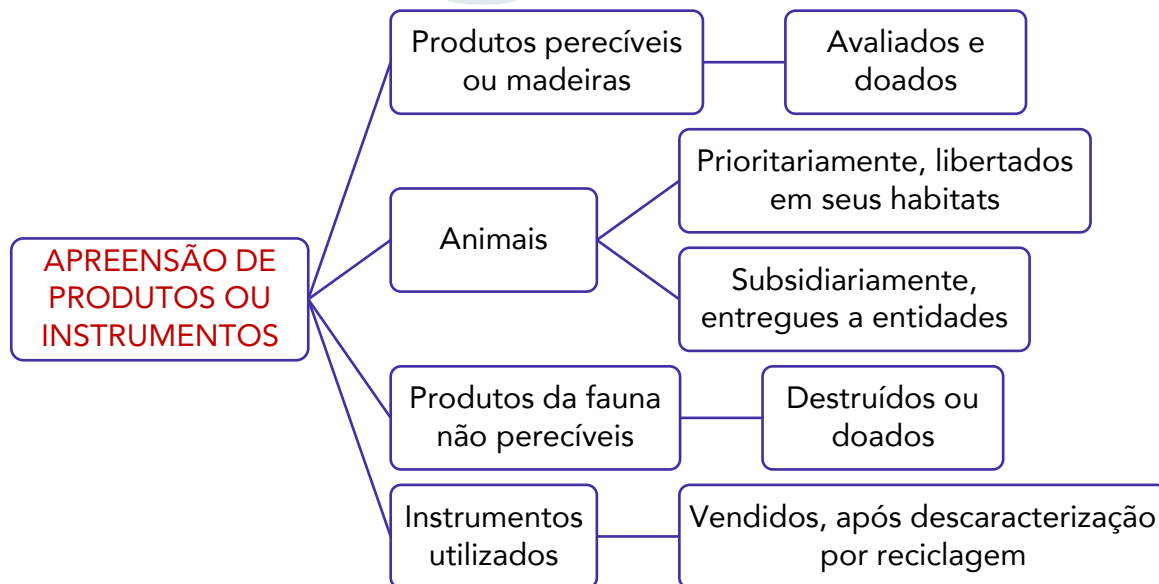 APREENSÃO DE
PRODUTOS OU
INSTRUMENTOS
Produtos perecíveis
ou madeiras
Avaliados e
doados
Animais
Prioritariamente, libertados
em seus habitats
Subsidiariamente,
entregues a entidades
Produtos da fauna
não perecíveis
Destruídos ou
doados
Instrumentos
utilizados
Vendidos, após descaracterização
por reciclagem